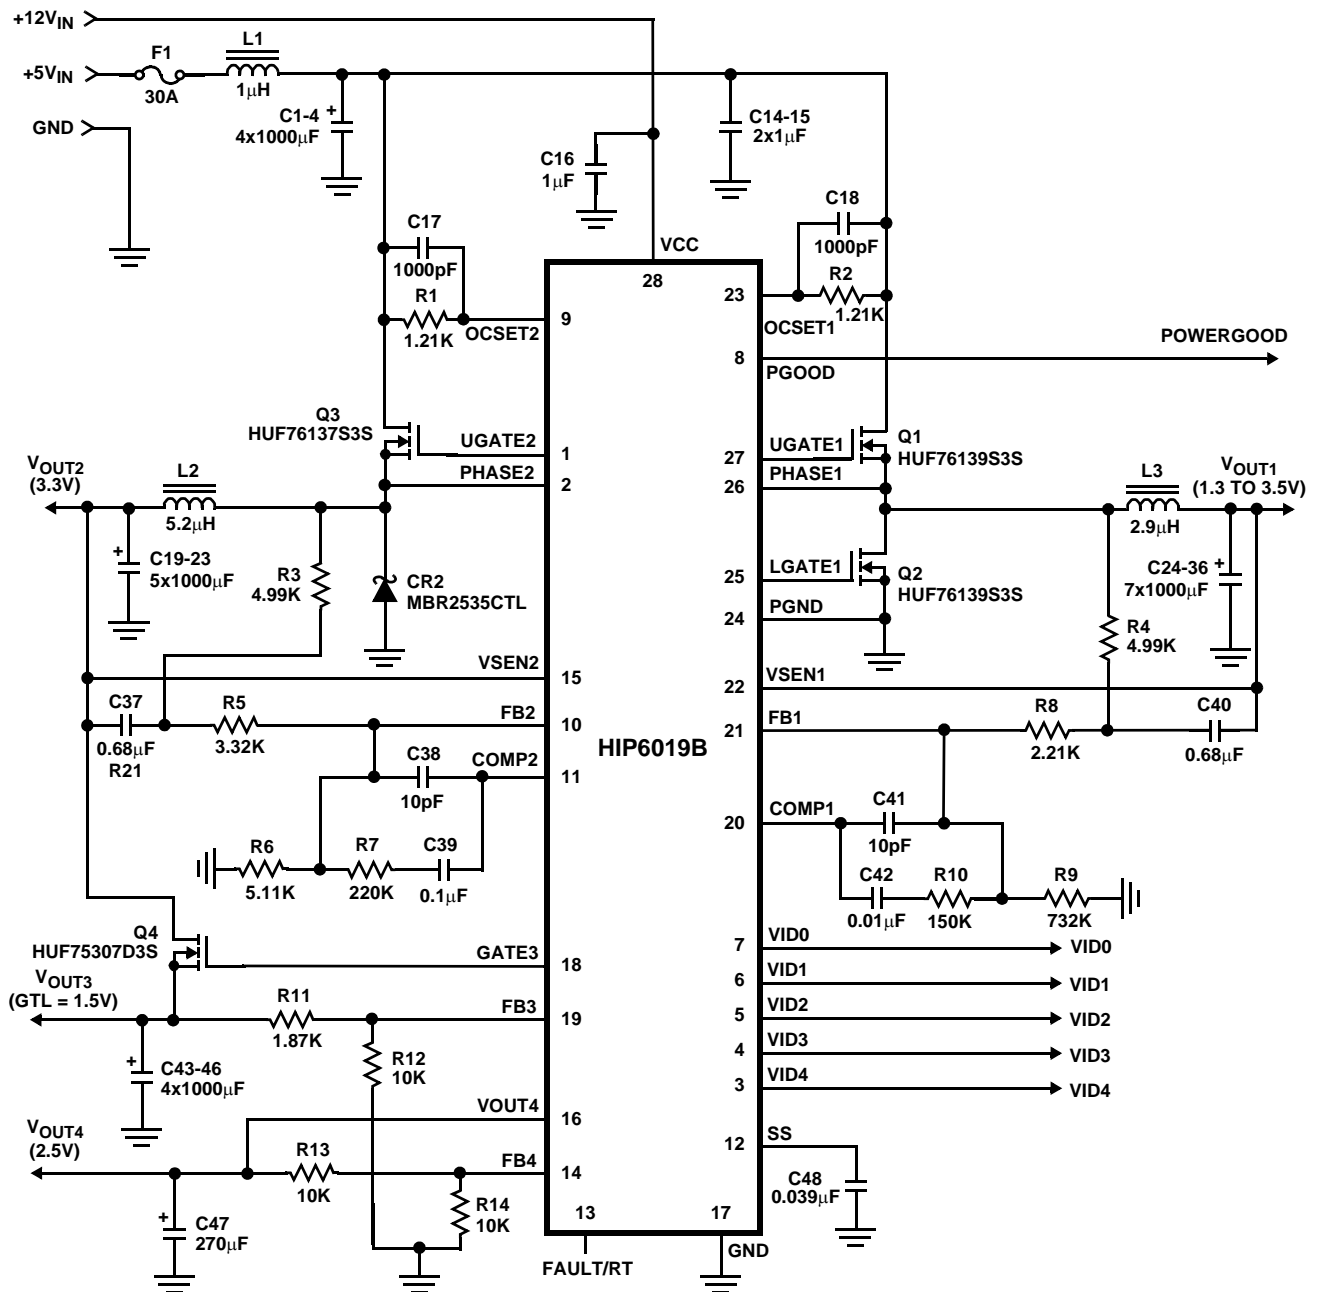 +12VIN
+5VIN
F1
30A
L1
1μH
GND
C1-4
+
4x1000μF
C14-15
2x1μF
C16
1μF
C17
1000pF
R1
1.21K
OCSET2
9
VCC
28
C18
1000pF
R2
1.21K
23
OCSET1
POWERGOOD
8
PGOOD
Q3
HUF76137S3S
UGATE2
1
PHASE2
2
UGATE1
27
PHASE1
26
Q1
HUF76139S3S
VOUT2
(3.3V)
L2
5.2μH
L3
2.9μH
VOUT1
(1.3 TO 3.5V)
+
C19-23
5x1000μF
R3
4.99K
CR2
MBR2535CTL
25
LGATE1
Q2
HUF76139S3S
PGND
24
C24-36
+
7x1000μF
R4
4.99K
VSEN2
15
VSEN1
22
C37
0.68μF
R21
R5
3.32K
FB2
10
FB1
21
R8
2.21K
C40
0.68μF
HIP6019B
C38
10pF
COMP2
11
COMP1
20
C41
10pF
R6
5.11K
R7
220K
C39
0.1μF
C42
0.01μF
R10
150K
R9
732K
Q4
HUF75307D3S
GATE3
18
7
VID0
VID0
6
VID1
VID1
5
VID2
VID2
4
VID3
VID3
3
VID4
VID4
VOUT3
(GTL = 1.5V)
R11
1.87K
FB3
19
+
C43-46
4x1000μF
R12
10K
VOUT4
16
VOUT4
(2.5V)
R13
10K
FB4
14
R14
10K
+
C47
270μF
12
SS
C48
0.039μF
13
FAULT/RT
17
GND